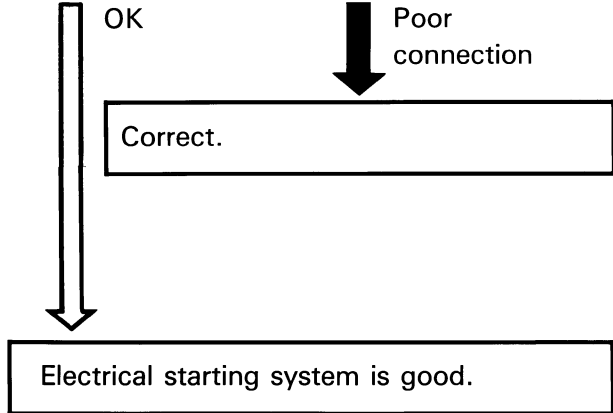 OK
Poor
connection
Correct.
Electrical starting system is good.